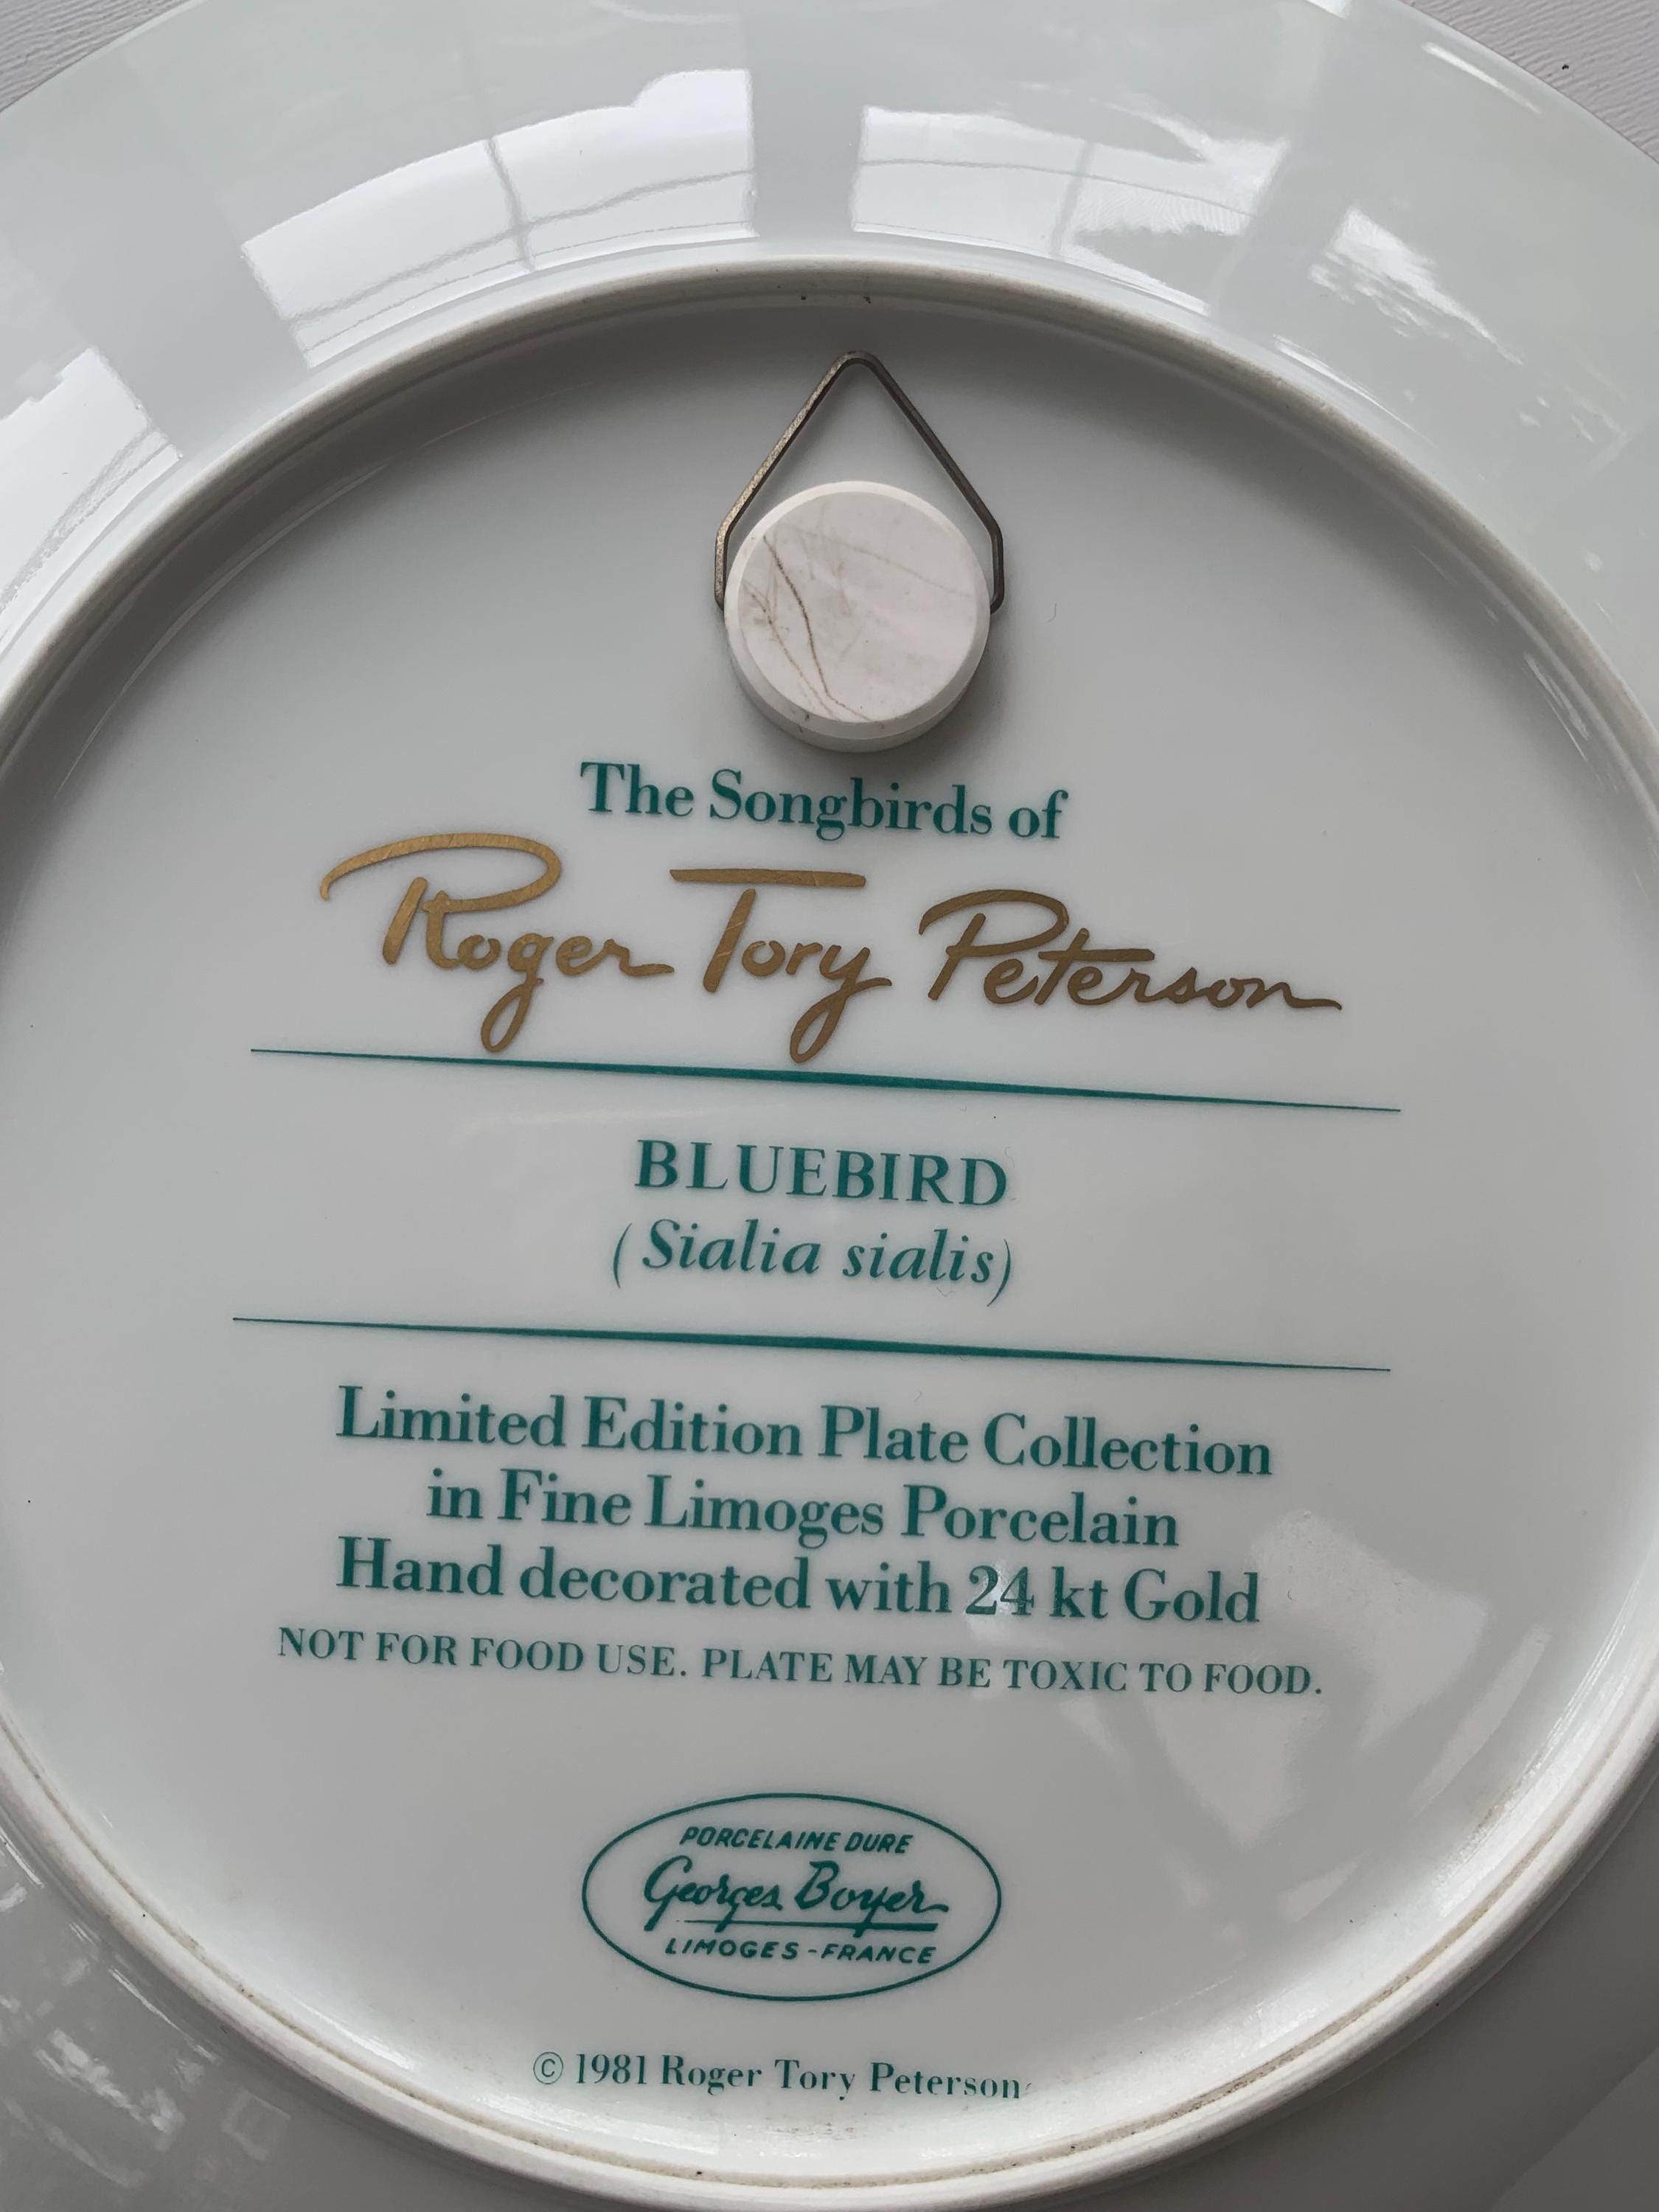 The Songbirds of
Roger Tory Peterson
BLUEBIRD
(Sialia sialis)
Limited Edition Plate Collection
in Fine Limoges Porcelain
Hand decorated with 24 kt Gold
NOT FOR FOOD USE. PLATE MAY BE TOXIC TO FOOD.
PORCELAINE DURE
Georges Boyer
LIMOGES - FRANCE
© 1981 Roger Tory Peterson